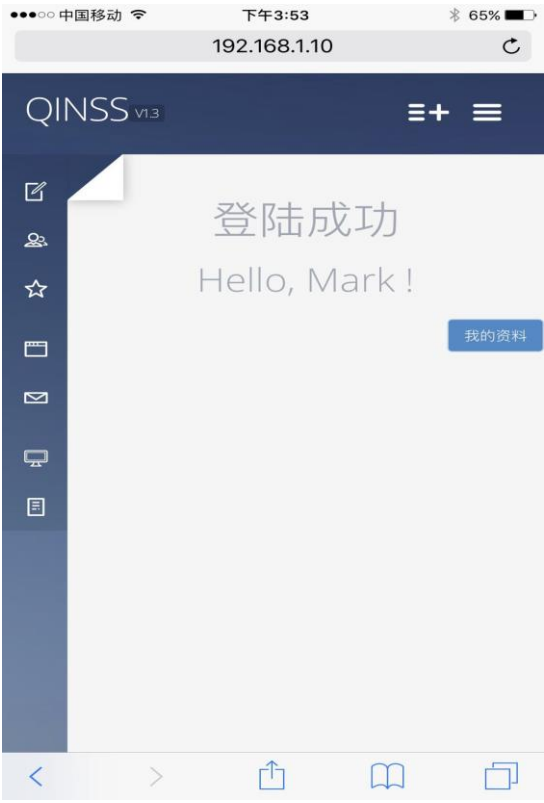 中国移动 下午3:53 65%
192.168.1.10
QINSS V1.3
登陆成功
Hello, Mark !
我的资料